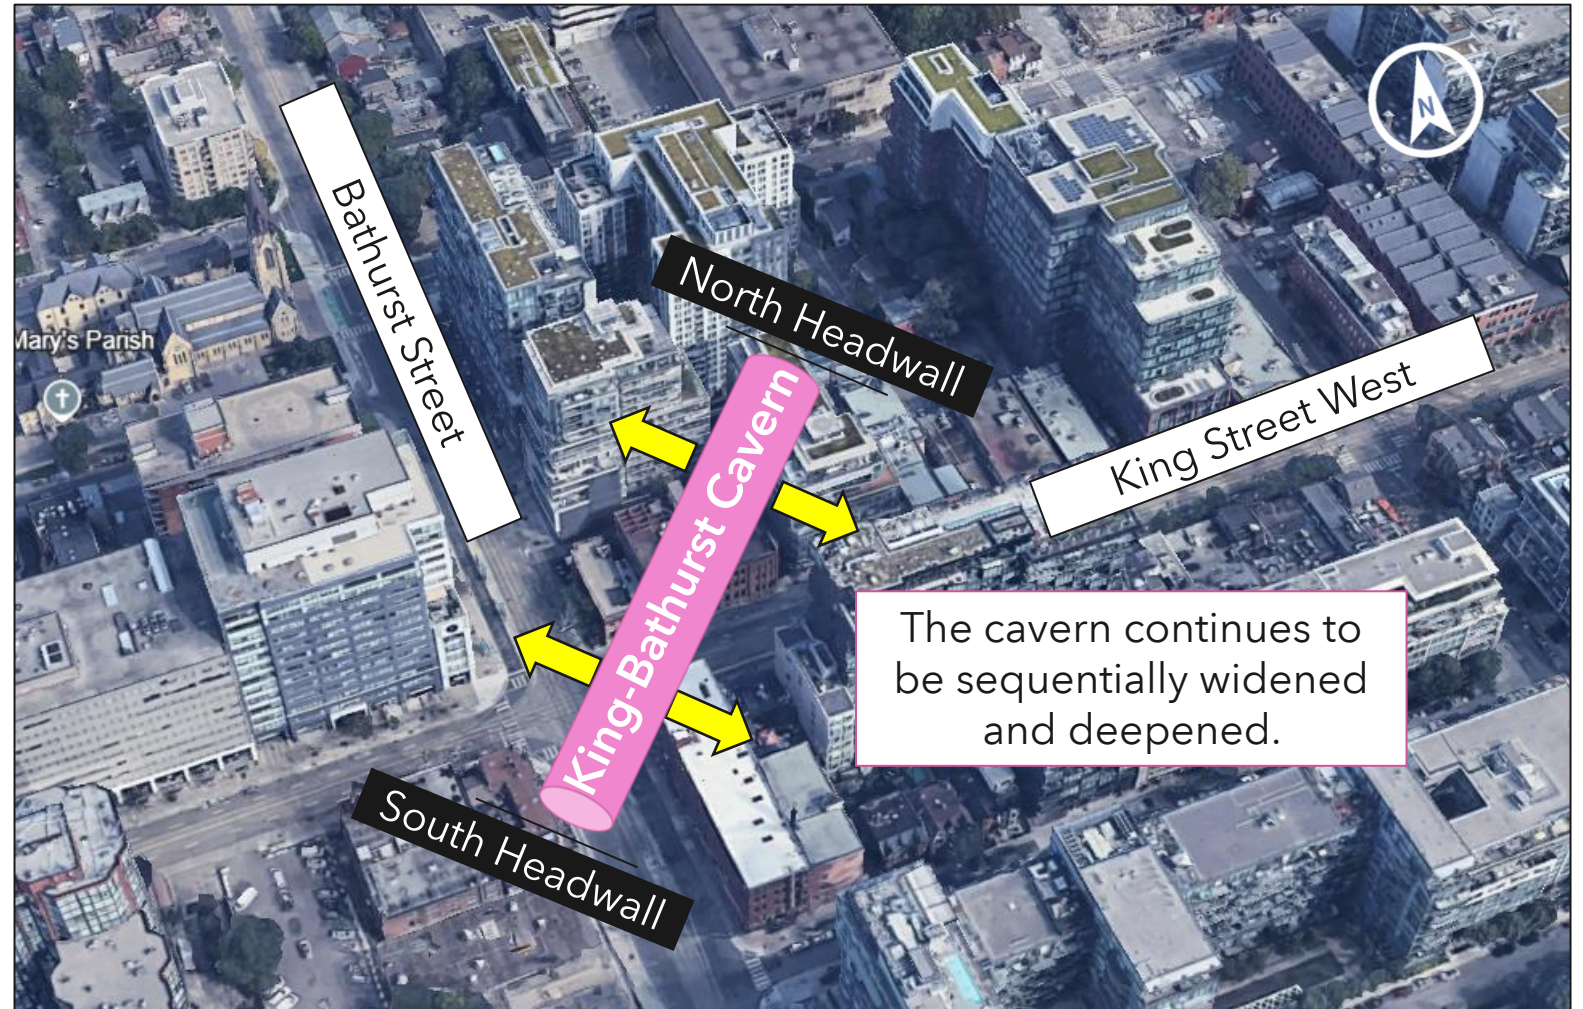 N
Bathurst Street
North Headwall
Mary's Parish
King Street West
King-Bathurst Cavern
The cavern continues to
be sequentially widened
and deepened.
South Headwall